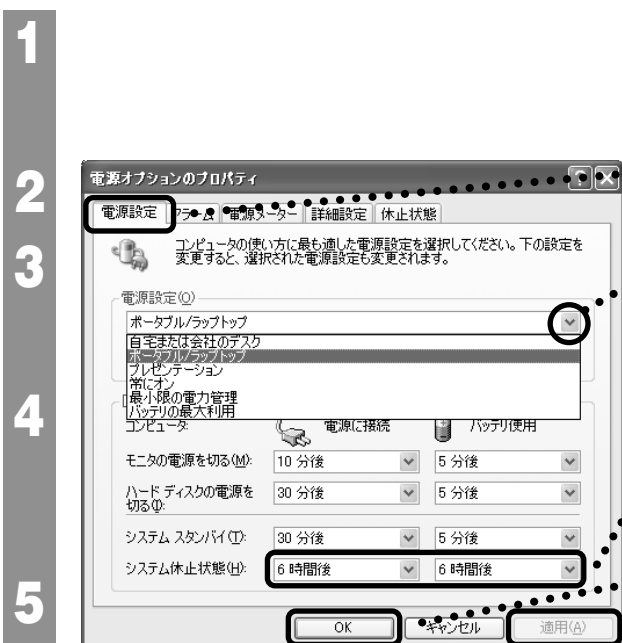 1
2
電源オプションのプロパティ
電源設定 アラーム 電源メーター 詳細設定 休止状態
3
コンピュータの使い方に最も適した電源設定を選択してください。下の設定を
変更すると、選択された電源設定も変更されます。
電源設定(O)
ポータブル/ラップトップ
自宅または会社のデスク
ポータブル/ラップトップ
プレゼンテーション
常にオン
最小限の電力管理
バッテリの最大利用
4
コンピュータ: 電源に接続 バッテリ使用
モニタの電源を切る(M): 10 分後 5 分後
ハード ディスクの電源を
切る(I): 30 分後 5 分後
システム スタンバイ(T): 30 分後 5 分後
システム休止状態(H): 6 時間後 6 時間後
5
OK キャンセル 適用(A)